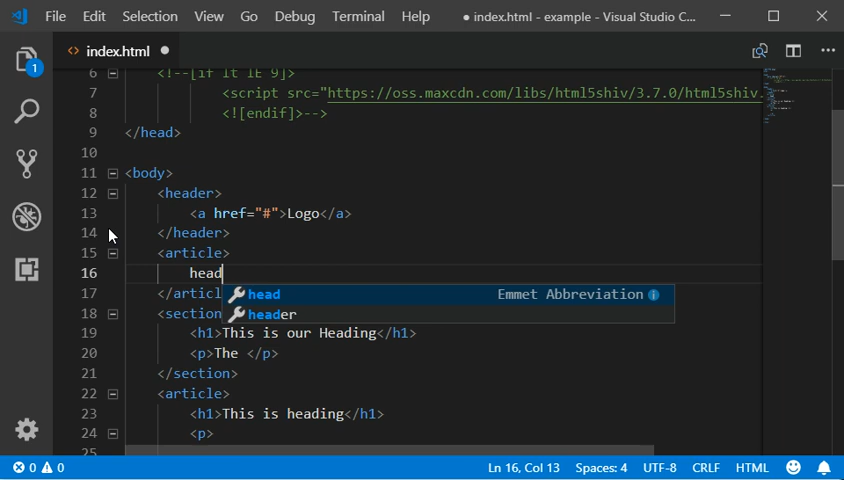 File Edit Selection View Go Debug Terminal Help ● index.html - example - Visual Studio C...
1
<> index.html ●
6 <!--[if lt IE 9]>
7 <script src="https://oss.maxcdn.com/libs/html5shiv/3.7.0/html5shiv.
8 <![endif]>-->
9 </head>
10
11 <body>
12 <header>
13 <a href="#">Logo</a>
14 </header>
15 <article>
16 head
head Emmet Abbreviation
17 </articl
header
18 <section
19 <h1>This is our Heading</h1>
20 <p>The </p>
21 </section>
22 <article>
23 <h1>This is heading</h1>
24 <p>
25
0 0 Ln 16, Col 13 Spaces: 4 UTF-8 CRLF HTML